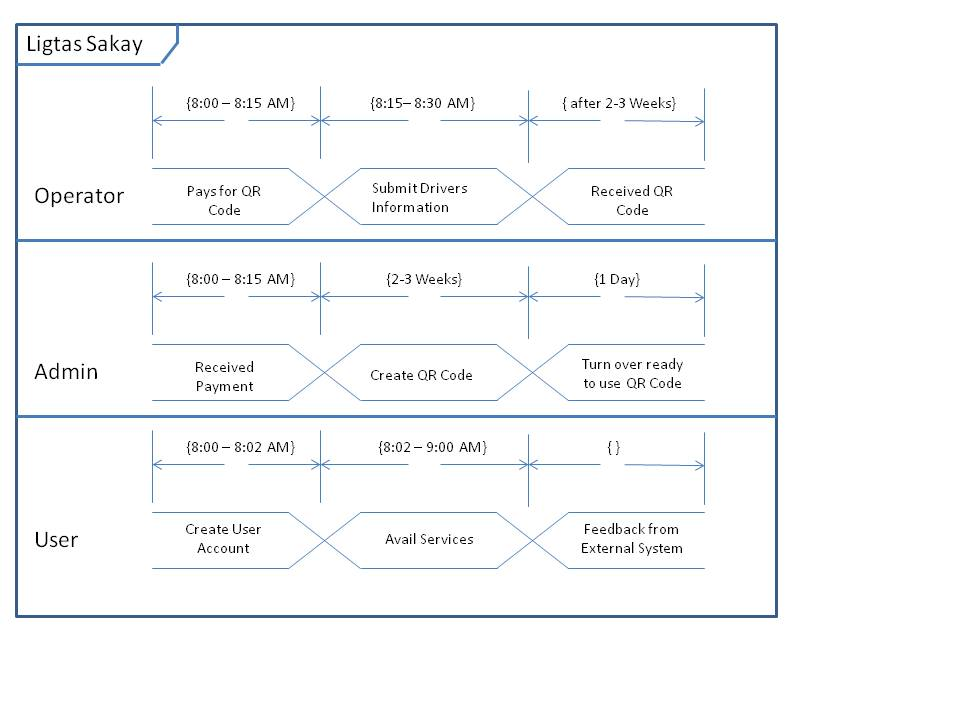 Ligtas Sakay
{8:00 – 8:15 AM} {8:15– 8:30 AM} { after 2-3 Weeks}
Operator
Pays for QR
Code
Submit Drivers
Information
Received QR
Code
{8:00 – 8:15 AM} {2-3 Weeks} {1 Day}
Admin
Received
Payment
Create QR Code
Turn over ready
to use QR Code
{8:00 – 8:02 AM} {8:02 – 9:00 AM} { }
User
Create User
Account
Avail Services
Feedback from
External System